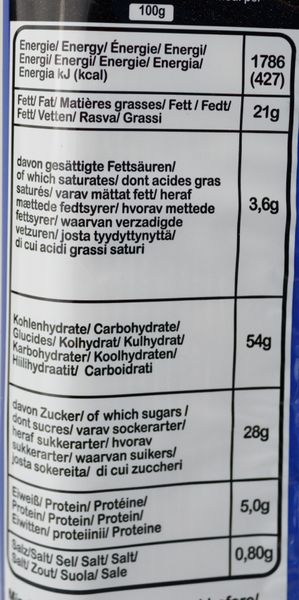 100g
Energie/ Energy/ Énergie/ Energi/
Energi/ Energi/ Energie/ Energia/
Energia kJ (kcal)
1786
(427)
Fett/ Fat/ Matières grasses/ Fett / Fedt/
Fett/ Vetten/ Rasva/ Grassi
21g
davon gesättigte Fettsäuren/
of which saturates/ dont acides gras
saturés/ varav mättat fett/ heraf
mættede fedtsyrer/ hvorav mettede
fettsyrer/ waarvan verzadigde
vetzuren/ josta tyydyttynyttä/
di cui acidi grassi saturi
3,6g
Kohlenhydrate/ Carbohydrate/
Glucides/ Kolhydrat/ Kulhydrat/
Karbohydrater/ Koolhydraten/
Hiilihydraatit/ Carboidrati
54g
davon Zucker/ of which sugars /
dont sucres/ varav sockerarter/
heraf sukkerarter/ hvorav
sukkerarter/ waarvan suikers/
josta sokereita/ di cui zuccheri
28g
Eiweiß/ Protein/ Protéine/
Protein/ Protein/ Protein/
Eiwitten/ proteiinii/ Proteine
5,0g
Salz/Salt/ Sel/ Salt/ Salt/
Salt/ Zout/ Suola/ Sale
0,80g